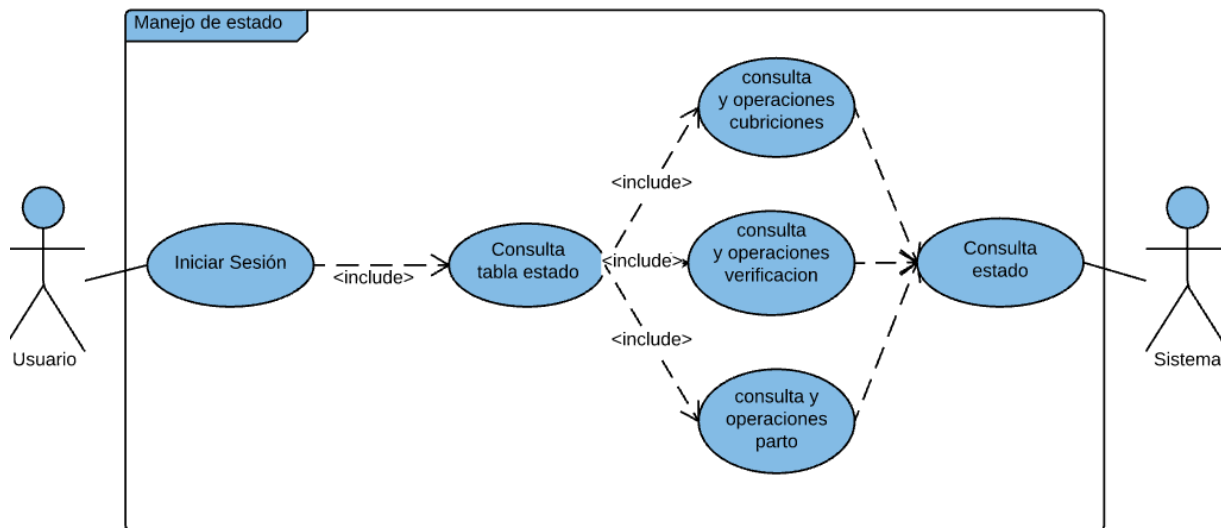 Manejo de estado
consulta
y operaciones
cubriciones
<include>
Iniciar Sesión
<include>
Consulta
tabla estado
<include>
consulta
y operaciones
verificacion
Consulta
estado
<include>
consulta y
operaciones
parto
Usuario
Sistema